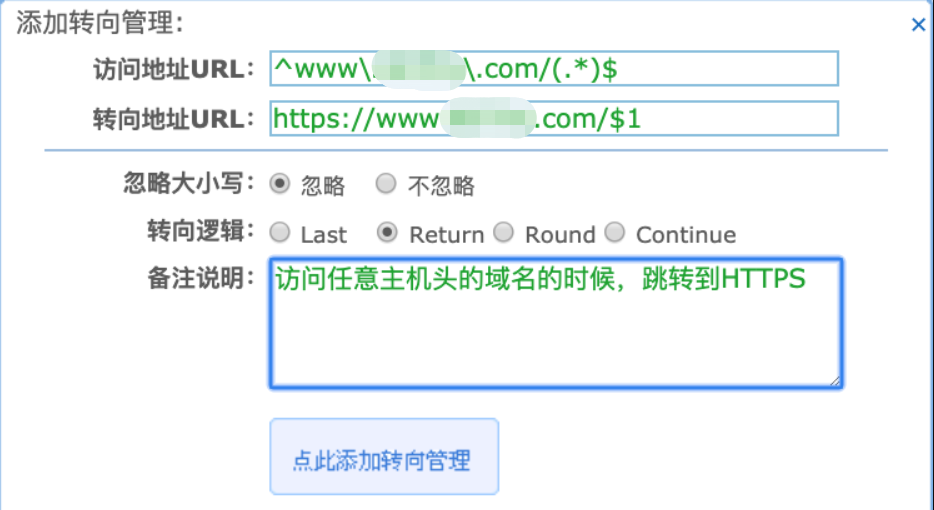 添加转向管理:
×
访问地址URL: ^www\ \.com/(.*)$
转向地址URL: https://www .com/$1
忽略大小写: 忽略 不忽略
转向逻辑: Last Return Round Continue
备注说明: 访问任意主机头的域名的时候，跳转到HTTPS
点此添加转向管理